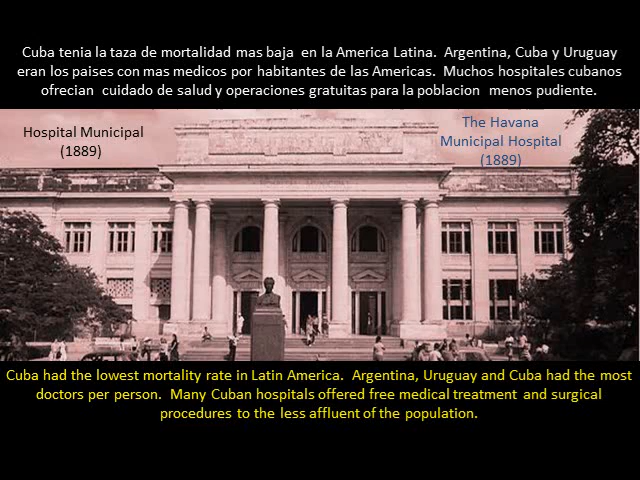 Cuba tenia la taza de mortalidad mas baja  en la America Latina.  Argentina, Cuba y Uruguay
eran los paises con mas medicos por habitantes de las Americas.  Muchos hospitales cubanos
ofrecian  cuidado de salud y operaciones gratuitas para la poblacion  menos pudiente.
Hospital Municipal
(1889)
The Havana
Municipal Hospital
(1889)
Cuba had the lowest mortality rate in Latin America.  Argentina, Uruguay and Cuba had the most
doctors per person.  Many Cuban hospitals offered free medical treatment and surgical
procedures to the less affluent of the population.